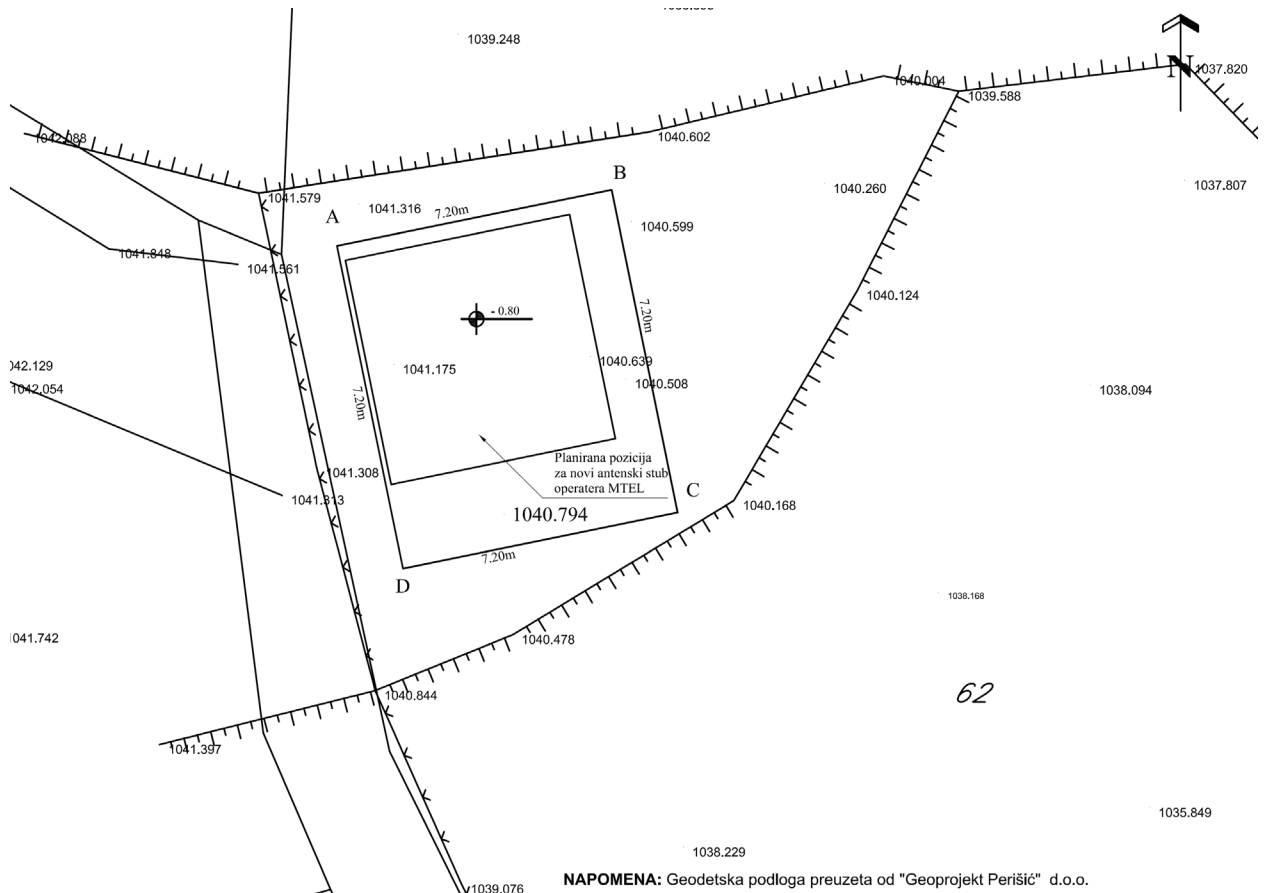 1039.248
N
1037.820
1040.004
1039.588
1042.088
1040.602
1041.579
B
1040.260
1037.807
A
1041.316
7.20m
1040.599
1041.848
1041.561
1040.124
- 0.80
7.20m
1042.129
1041.175
1040.639
1040.508
1042.054
1038.094
7.20m
Planirana pozicija
za novi antenski stub
operatera MTEL
1041.308
1041.313
C
1040.168
1040.794
7.20m
D
1038.168
1041.742
1040.478
1040.844
62
1041.397
1035.849
1038.229
NAPOMENA: Geodetska podloga preuzeta od "Geoprojekt Perišić" d.o.o.
1039.076